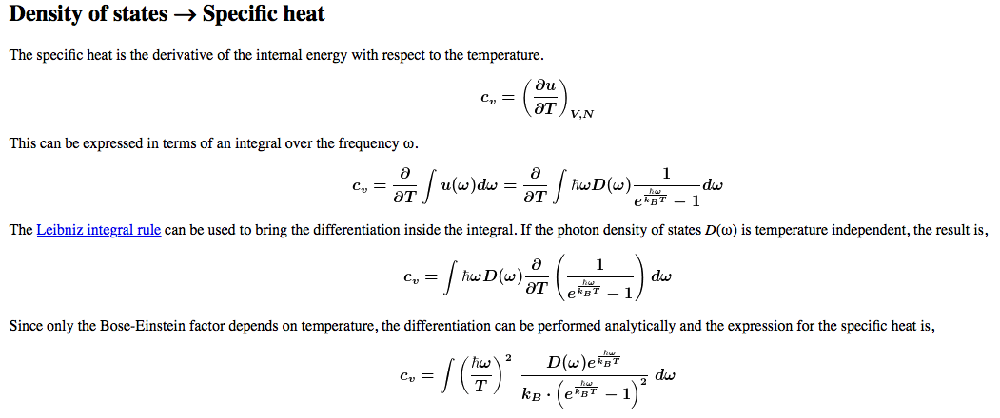 Density of states → Specific heat
The specific heat is the derivative of the internal energy with respect to the temperature.
c_v = (∂u/∂T)_{V,N}
This can be expressed in terms of an integral over the frequency ω.
c_v = ∂/∂T ∫ u(ω)dω = ∂/∂T ∫ ħωD(ω) 1/(e^{ħω/k_BT} − 1) dω
The Leibniz integral rule can be used to bring the differentiation inside the integral. If the photon density of states D(ω) is temperature independent, the result is,
c_v = ∫ ħωD(ω) ∂/∂T (1/(e^{ħω/k_BT} − 1)) dω
Since only the Bose-Einstein factor depends on temperature, the differentiation can be performed analytically and the expression for the specific heat is,
c_v = ∫ (ħω/T)^2 D(ω)e^{ħω/k_BT}/(k_B · (e^{ħω/k_BT} − 1)^2) dω